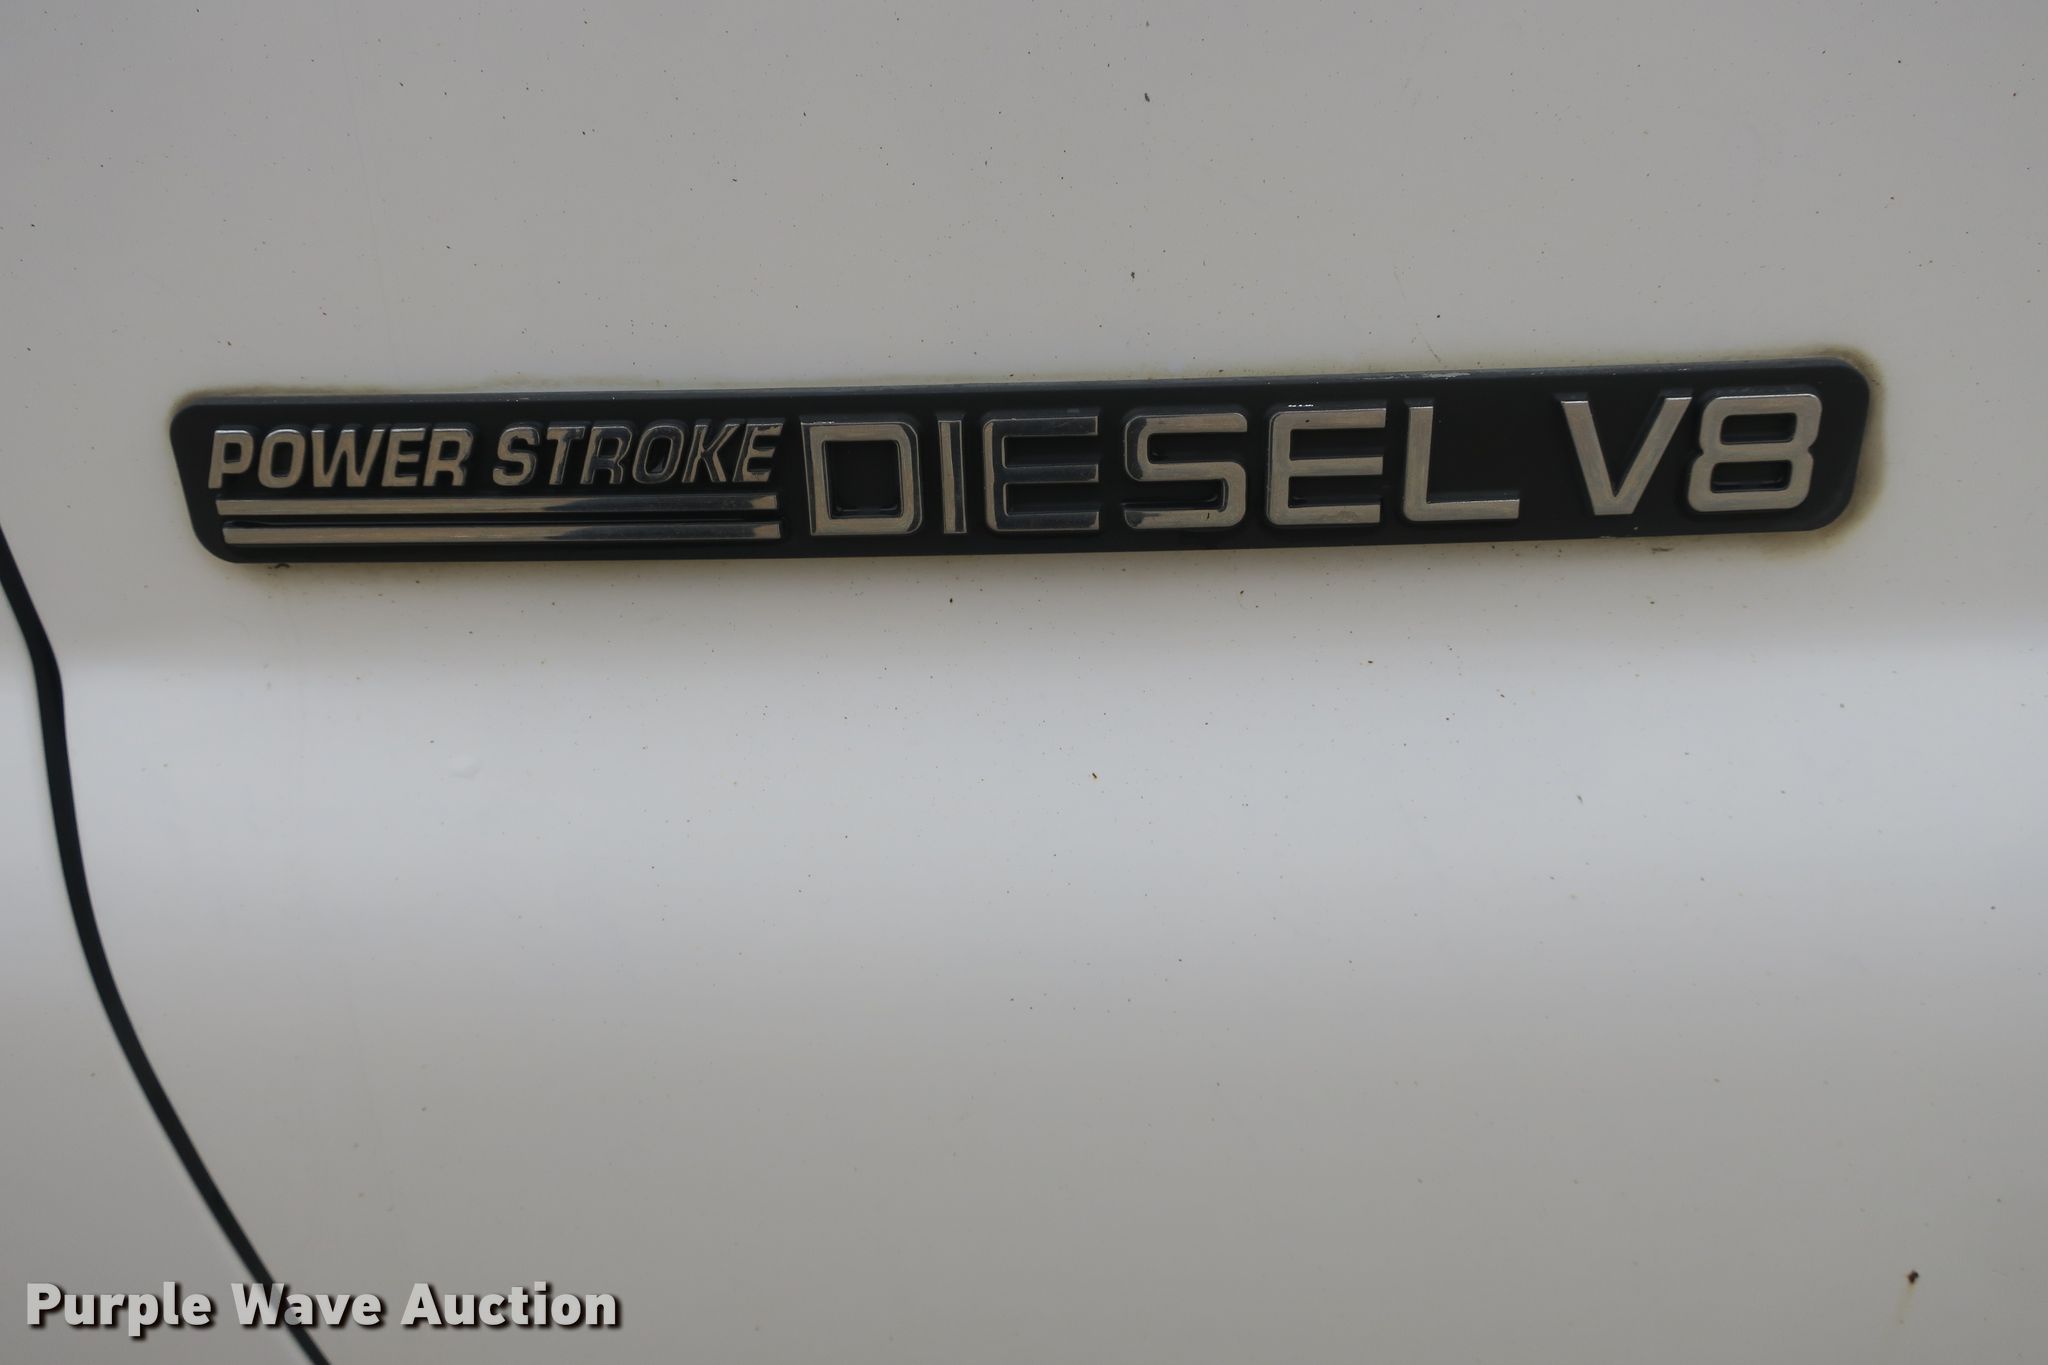 POWER STROKE DIESEL V8
Purple Wave Auction